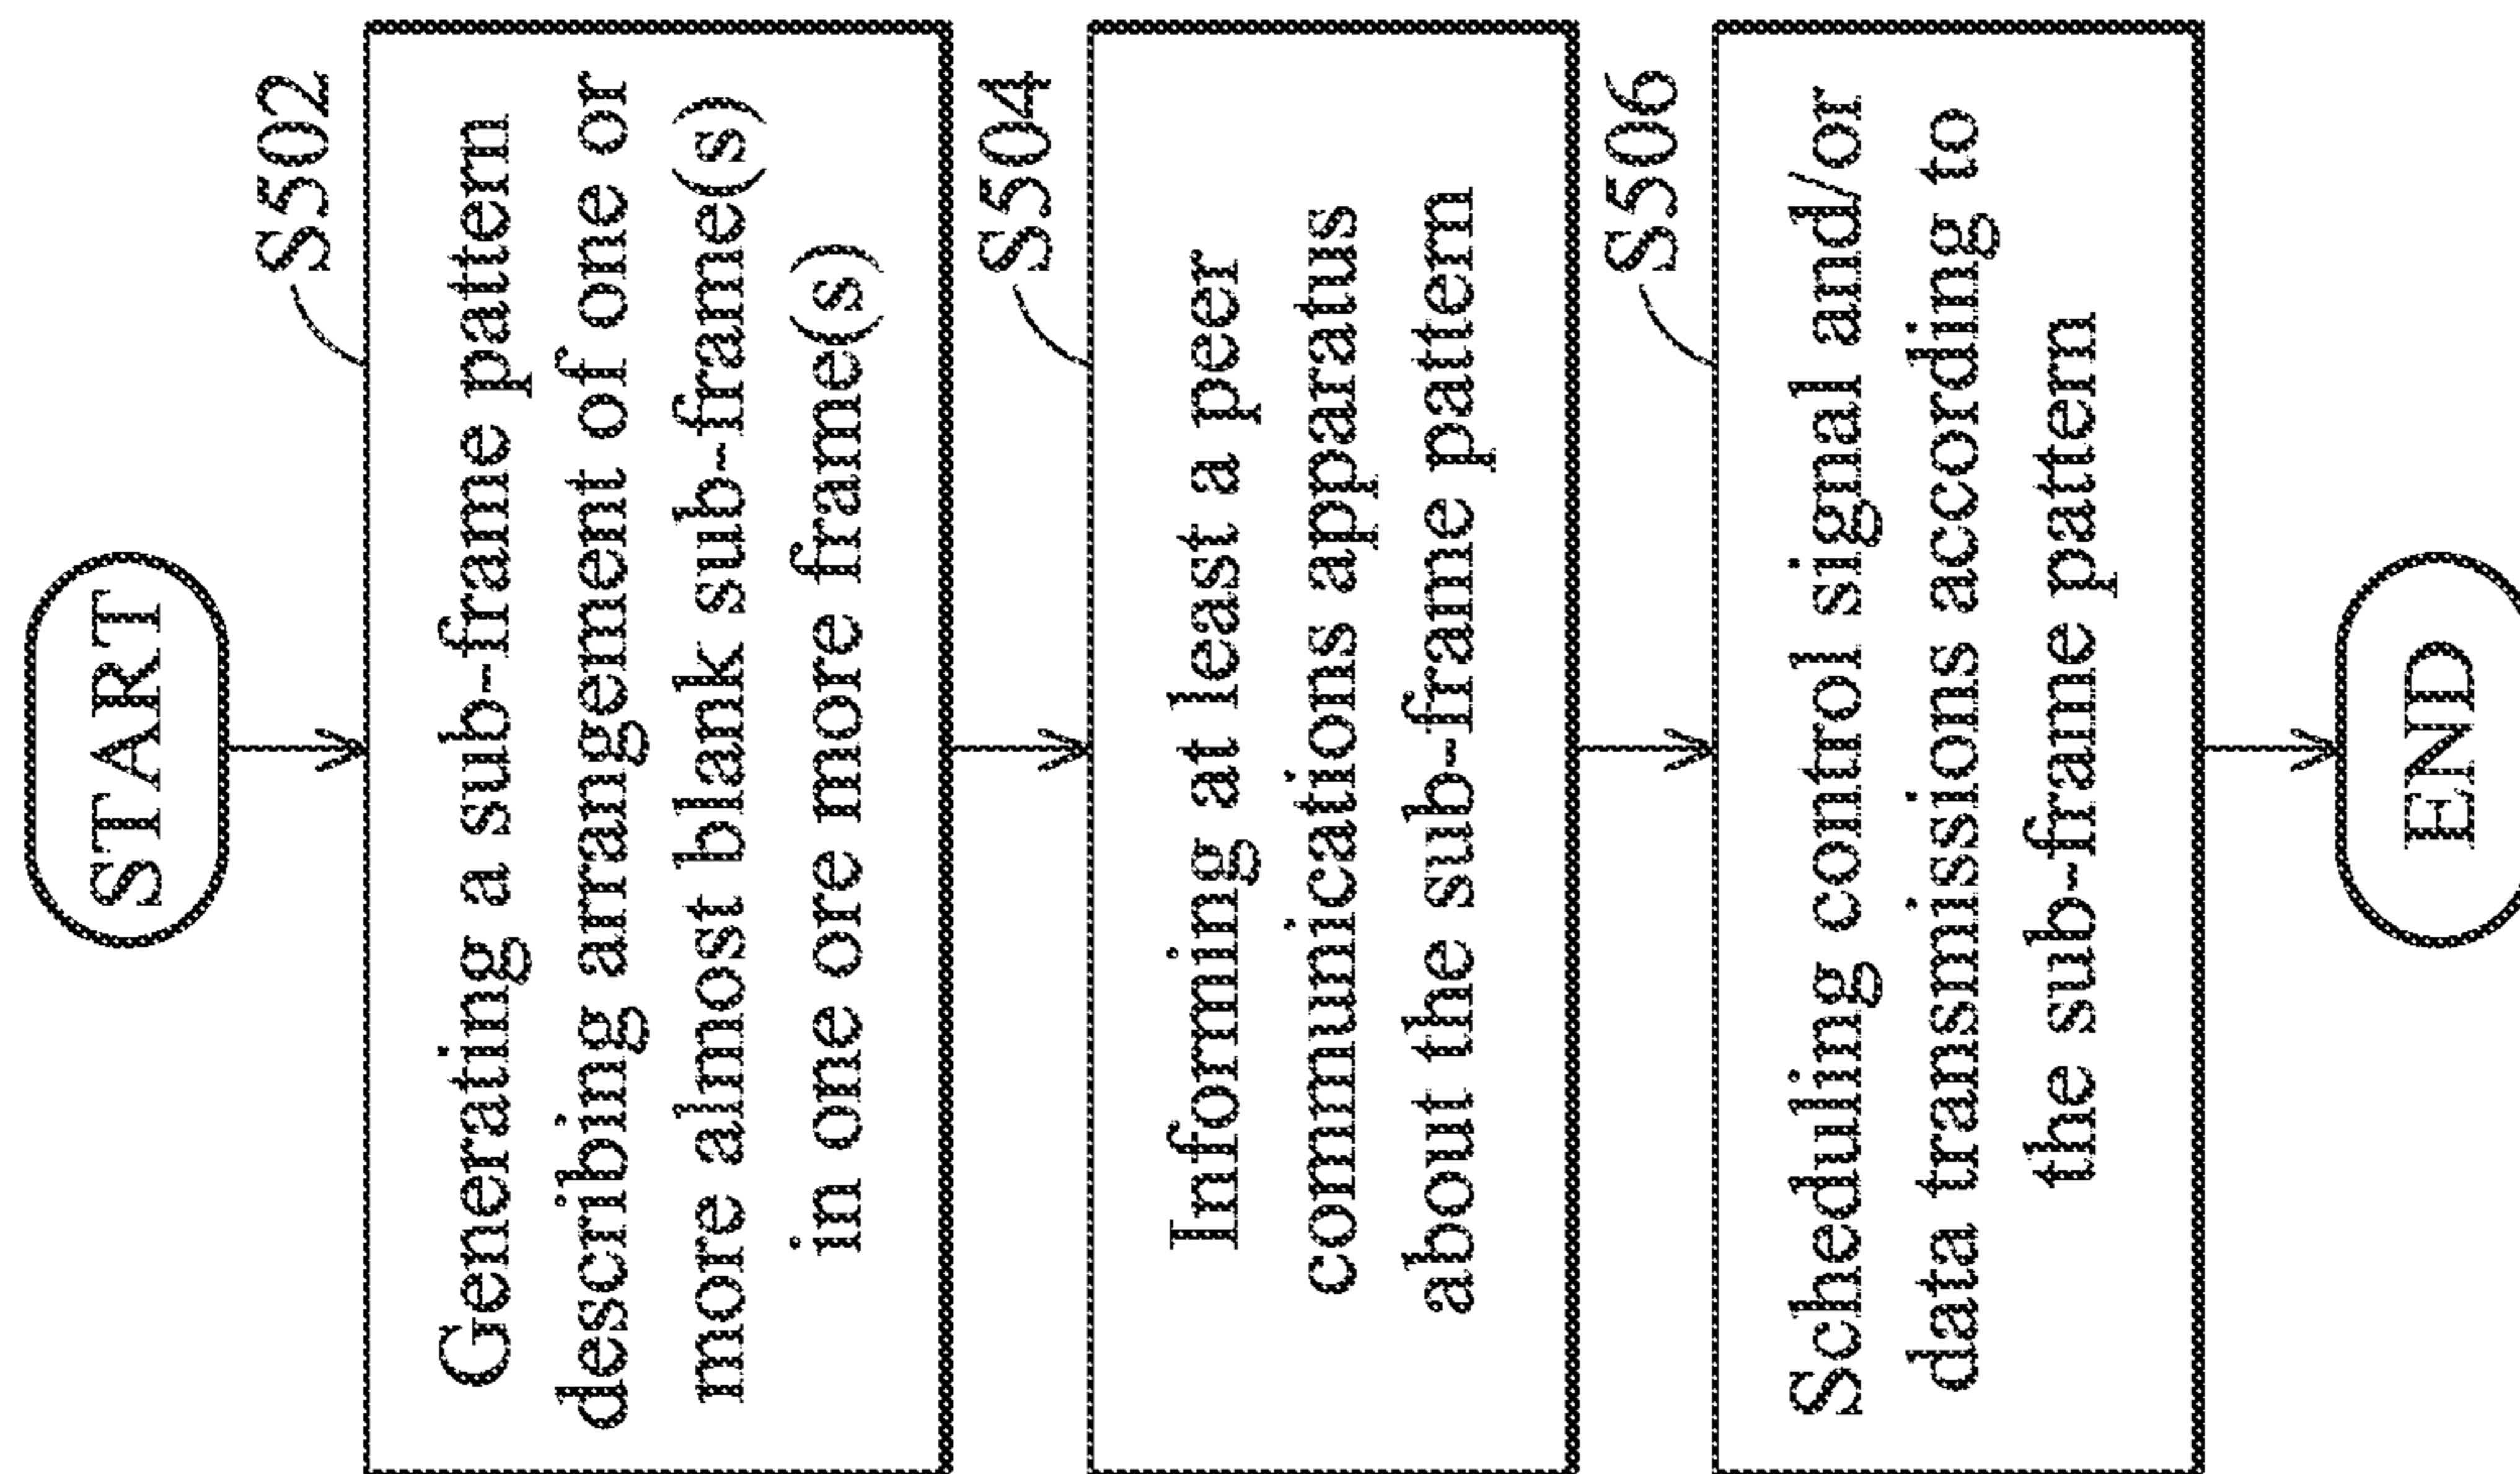 START
S502
Generating a sub-frame pattern
describing arrangement of one or
more almost blank sub-frame(s)
in one ore more frame(s)
S504
Informing at least a peer
communications apparatus
about the sub-frame pattern
S506
Scheduling control signal and/or
data transmissions according to
the sub-frame pattern
END